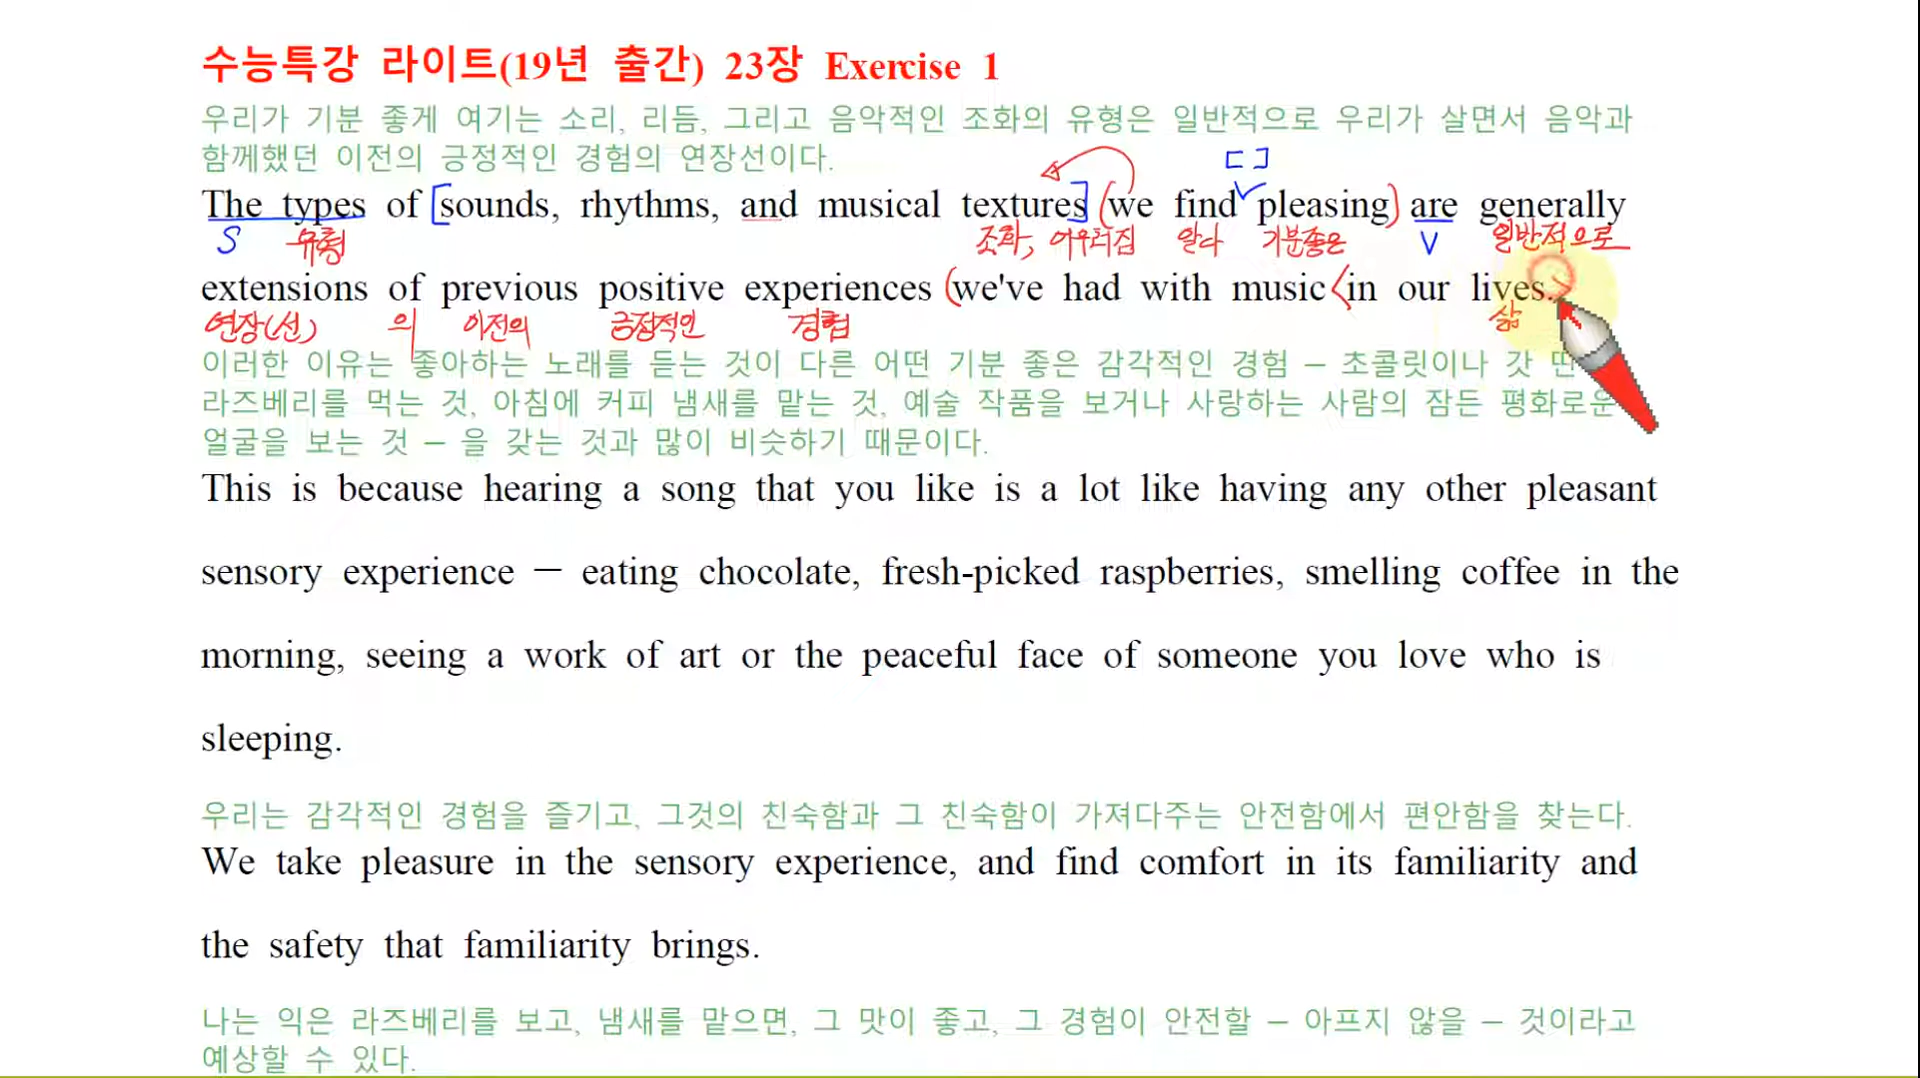 수능특강 라이트(19년 출간) 23장 Exercise 1
우리가 기분 좋게 여기는 소리, 리듬, 그리고 음악적인 조화의 유형은 일반적으로 우리가 살면서 음악과
함께했던 이전의 긍정적인 경험의 연장선이다.
The types of [sounds, rhythms, and musical textures] (we find pleasing) are generally
S 유형 조화, 어우러짐 알다 기분좋은 V 일반적으로
extensions of previous positive experiences (we've had with music <in our lives.
연장(선) 의 이전의 긍정적인 경험 삶
이러한 이유는 좋아하는 노래를 듣는 것이 다른 어떤 기분 좋은 감각적인 경험 – 초콜릿이나 갓
라즈베리를 먹는 것, 아침에 커피 냄새를 맡는 것, 예술 작품을 보거나 사랑하는 사람의 잠든 평화로운
얼굴을 보는 것 – 을 갖는 것과 많이 비슷하기 때문이다.
This is because hearing a song that you like is a lot like having any other pleasant
sensory experience — eating chocolate, fresh-picked raspberries, smelling coffee in the
morning, seeing a work of art or the peaceful face of someone you love who is
sleeping.
우리는 감각적인 경험을 즐기고, 그것의 친숙함과 그 친숙함이 가져다주는 안전함에서 편안함을 찾는다.
We take pleasure in the sensory experience, and find comfort in its familiarity and
the safety that familiarity brings.
나는 익은 라즈베리를 보고, 냄새를 맡으면, 그 맛이 좋고, 그 경험이 안전할 – 아프지 않을 – 것이라고
예상할 수 있다.